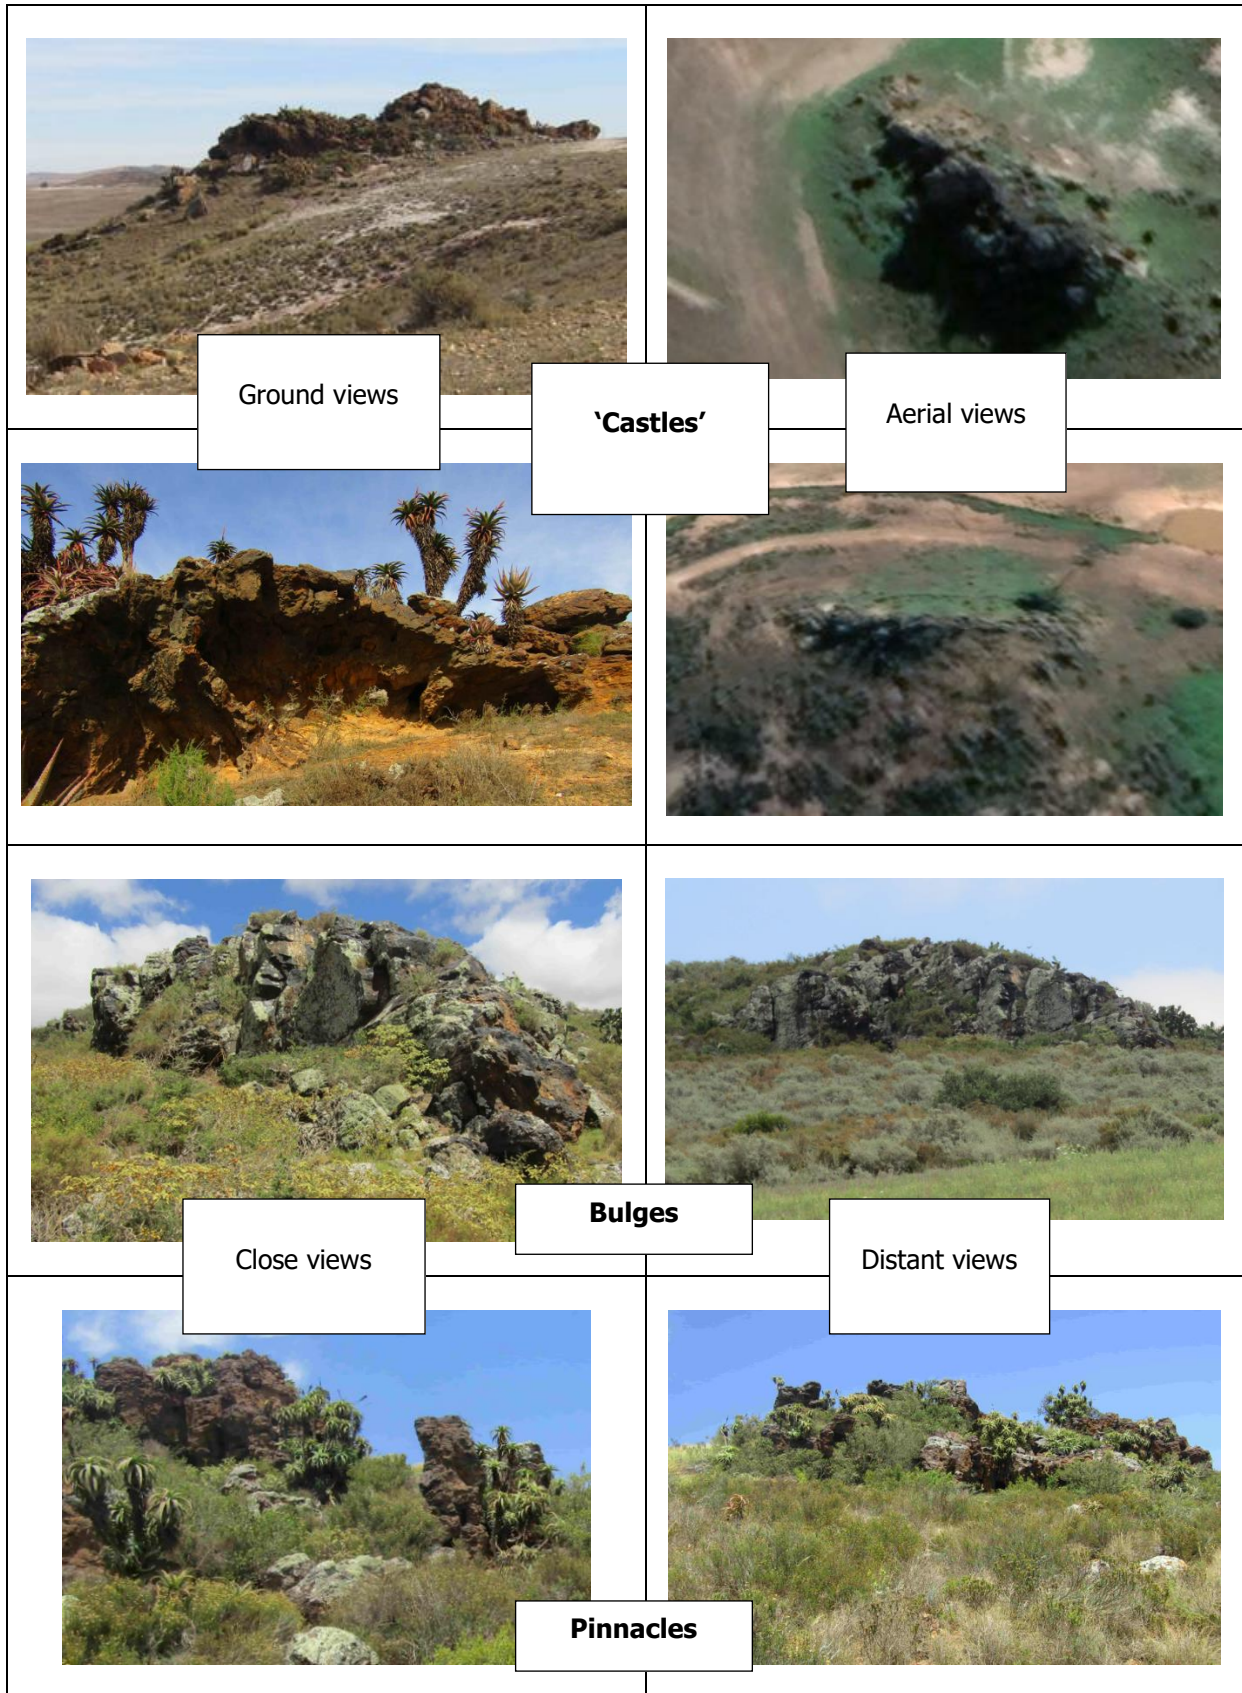 Ground views
‘Castles’
Aerial views
Bulges
Close views
Distant views
Pinnacles